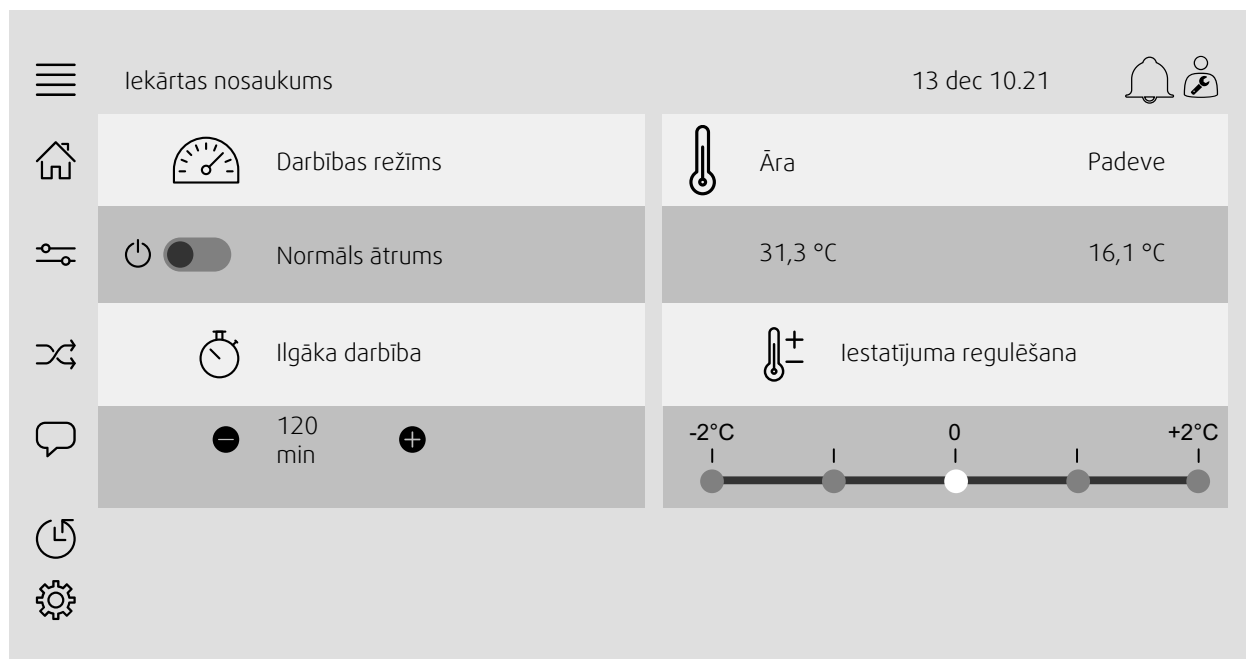 Iekārtas nosaukums
13 dec 10.21
Darbības režīms
Āra
Padeve
Normāls ātrums
31,3 °C
16,1 °C
Ilgāka darbība
Iestatījuma regulēšana
120
min
-2°C
0
+2°C